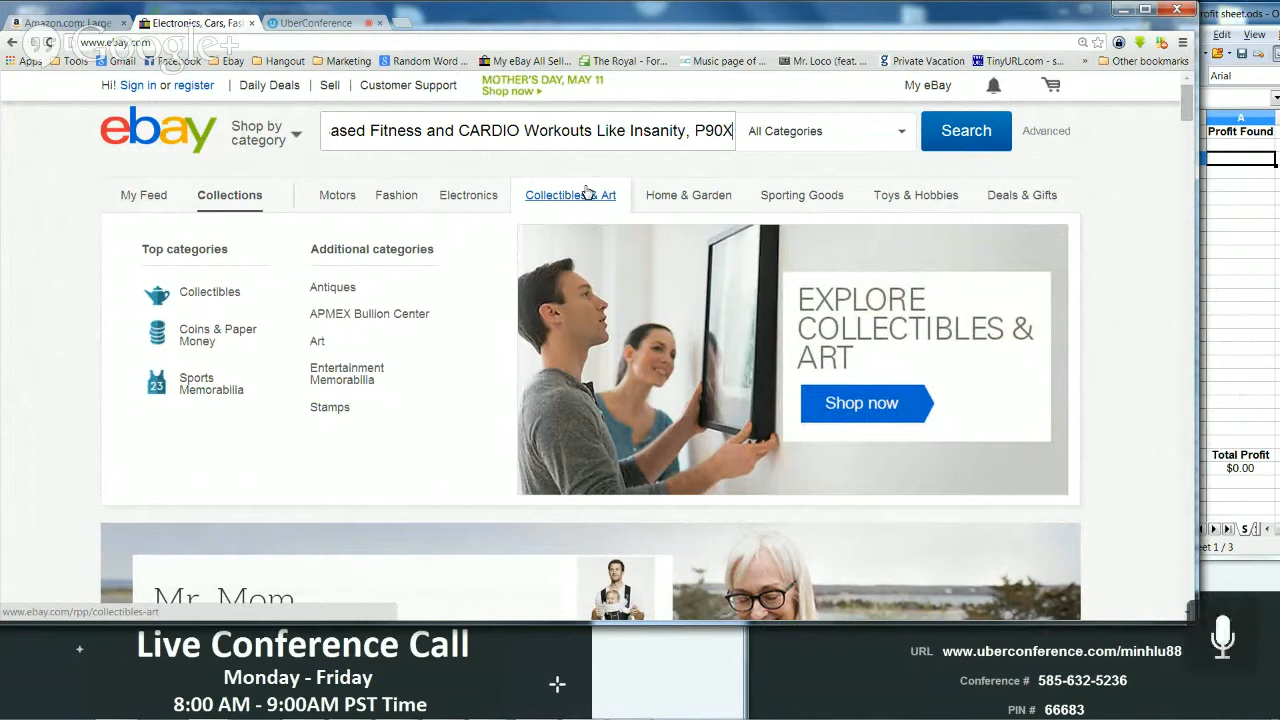 Amazon.com: Large
Electronics, Cars, Fash
UberConference
Profit sheet.ods -
Google+
www.ebay.com
Edit View
Apps
Tools
Gmail
Facebook
Ebay
Hangout
Marketing
Random Word ...
My eBay All Sell...
The Royal - For...
Music page of ...
Mr. Loco (feat. ...
Private Vacation
TinyURL.com - s...
»
Other bookmarks
Arial
Hi! Sign in or register
Daily Deals
Sell
Customer Support
MOTHER'S DAY, MAY 11
Shop now ▸
My eBay
ebay
Shop by
category
ased Fitness and CARDIO Workouts Like Insanity, P90X
All Categories
Search
Advanced
A
Profit Found
My Feed
Collections
Motors
Fashion
Electronics
Collectibles & Art
Home & Garden
Sporting Goods
Toys & Hobbies
Deals & Gifts
Top categories
Collectibles
Coins & Paper
Money
23
Sports
Memorabilia
Additional categories
Antiques
APMEX Bullion Center
Art
Entertainment
Memorabilia
Stamps
EXPLORE
COLLECTIBLES &
ART
Shop now
Total Profit
$0.00
Mr. Mom
www.ebay.com/rpp/collectibles-art
Live Conference Call
Monday - Friday
8:00 AM - 9:00AM PST Time
URL www.uberconference.com/minhlu88
Conference # 585-632-5236
PIN # 66683